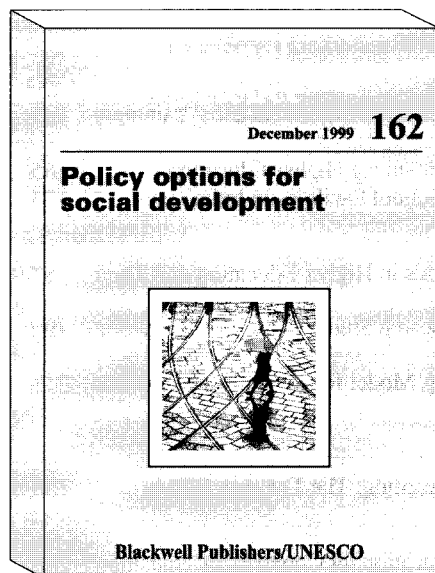 December 1999 162
Policy options for
social development
Blackwell Publishers/UNESCO